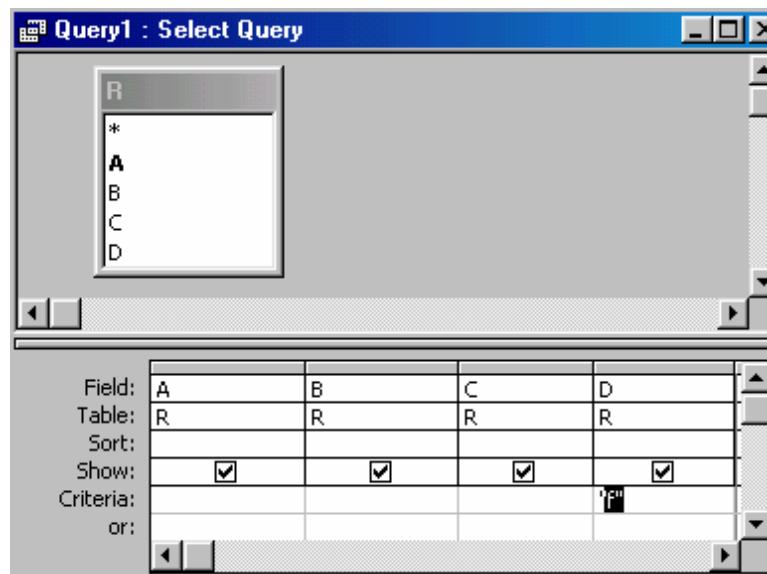 Query1 : Select Query
R
*
A
B
C
D
Field: A B C D
Table: R R R R
Sort:
Show:
Criteria: "f"
or: